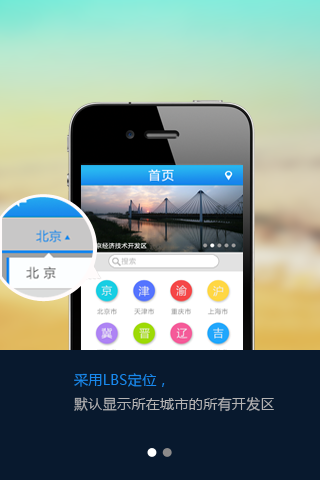 首页
京经济技术开发区
搜索
北京
北 京
京 津 渝 沪
北京市 天津市 重庆市 上海市
冀 晋 辽 吉
采用LBS定位，
默认显示所在城市的所有开发区